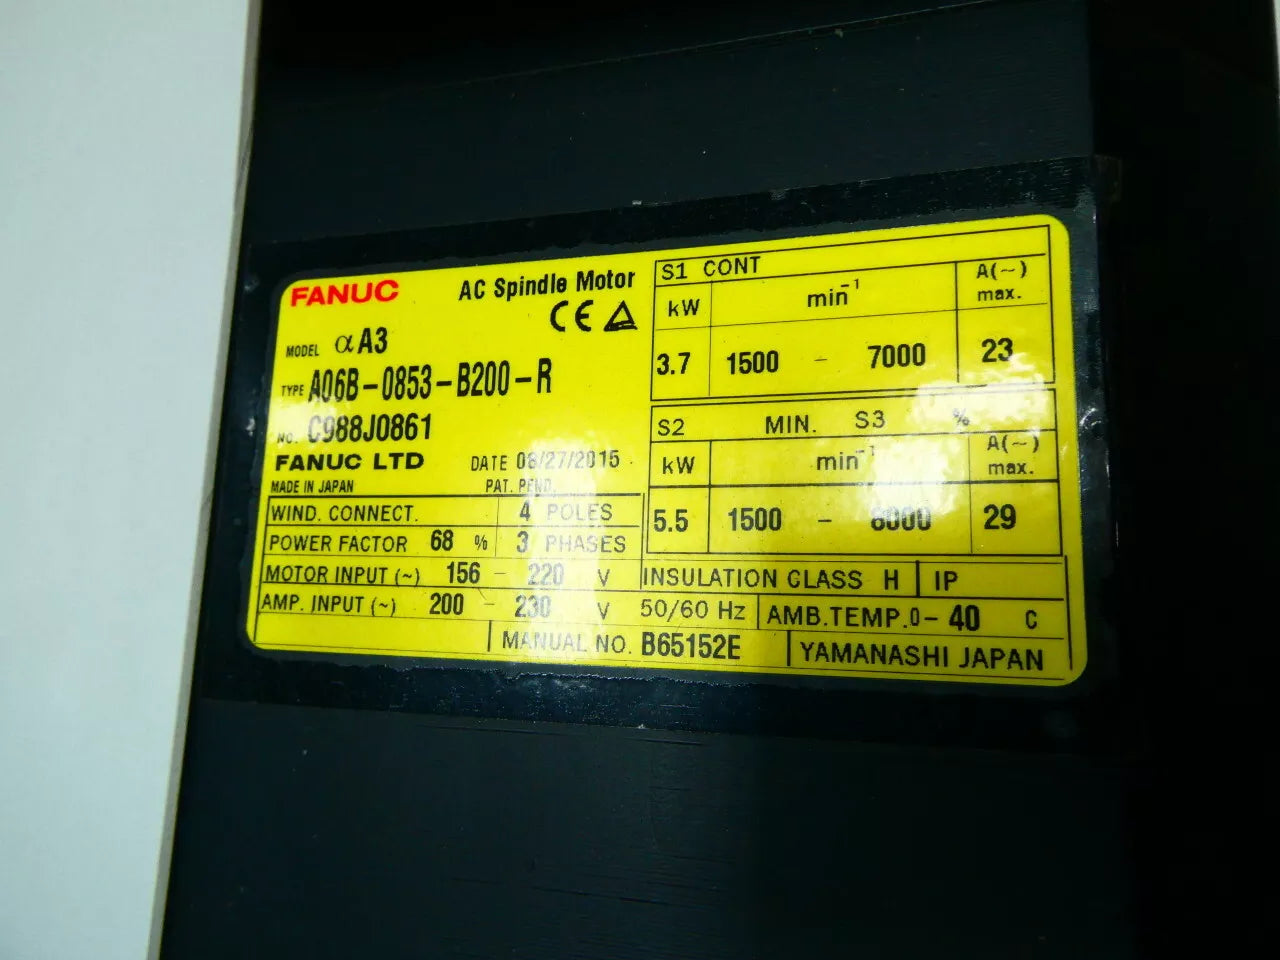 FANUC
AC Spindle Motor
CE
MODEL αA3
TYPE A06B-0853-B200-R
NO. C988J0861
FANUC LTD DATE 08/27/2015
MADE IN JAPAN PAT. PEND.
WIND. CONNECT. 4 POLES
POWER FACTOR 68 % 3 PHASES
MOTOR INPUT (~) 156 - 220 V
AMP. INPUT (~) 200 - 230 V 50/60 Hz
MANUAL NO. B65152E
S1 CONT
kW min⁻¹ A(~) max.
3.7 1500 - 7000 23
S2 MIN. S3 %
kW min⁻¹ A(~) max.
5.5 1500 - 29
INSULATION CLASS H IP
AMB.TEMP.0-40 C
YAMANASHI JAPAN